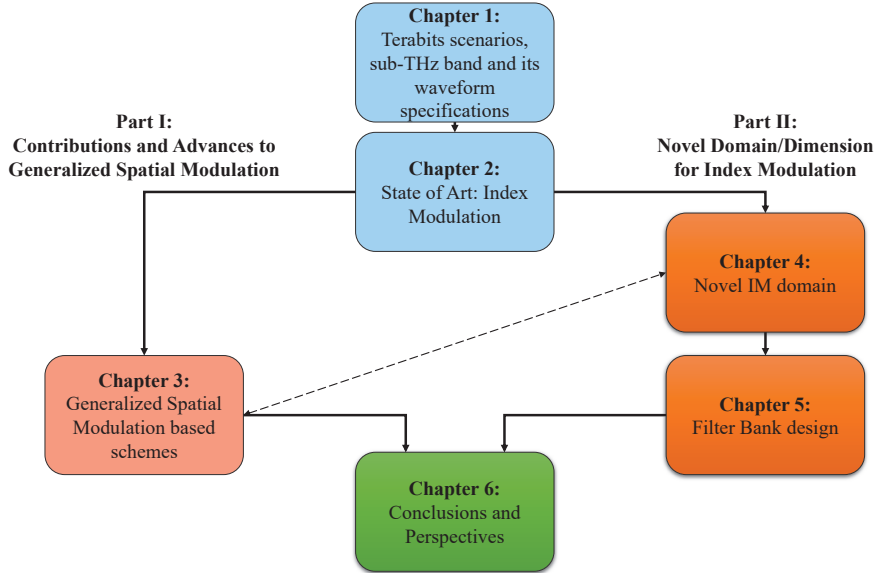 Chapter 1:
Terabits scenarios,
sub-THz band and its
waveform
specifications
Part I:
Contributions and Advances to
Generalized Spatial Modulation
Part II:
Novel Domain/Dimension
for Index Modulation
Chapter 2:
State of Art: Index
Modulation
Chapter 4:
Novel IM domain
Chapter 3:
Generalized Spatial
Modulation based
schemes
Chapter 5:
Filter Bank design
Chapter 6:
Conclusions and
Perspectives